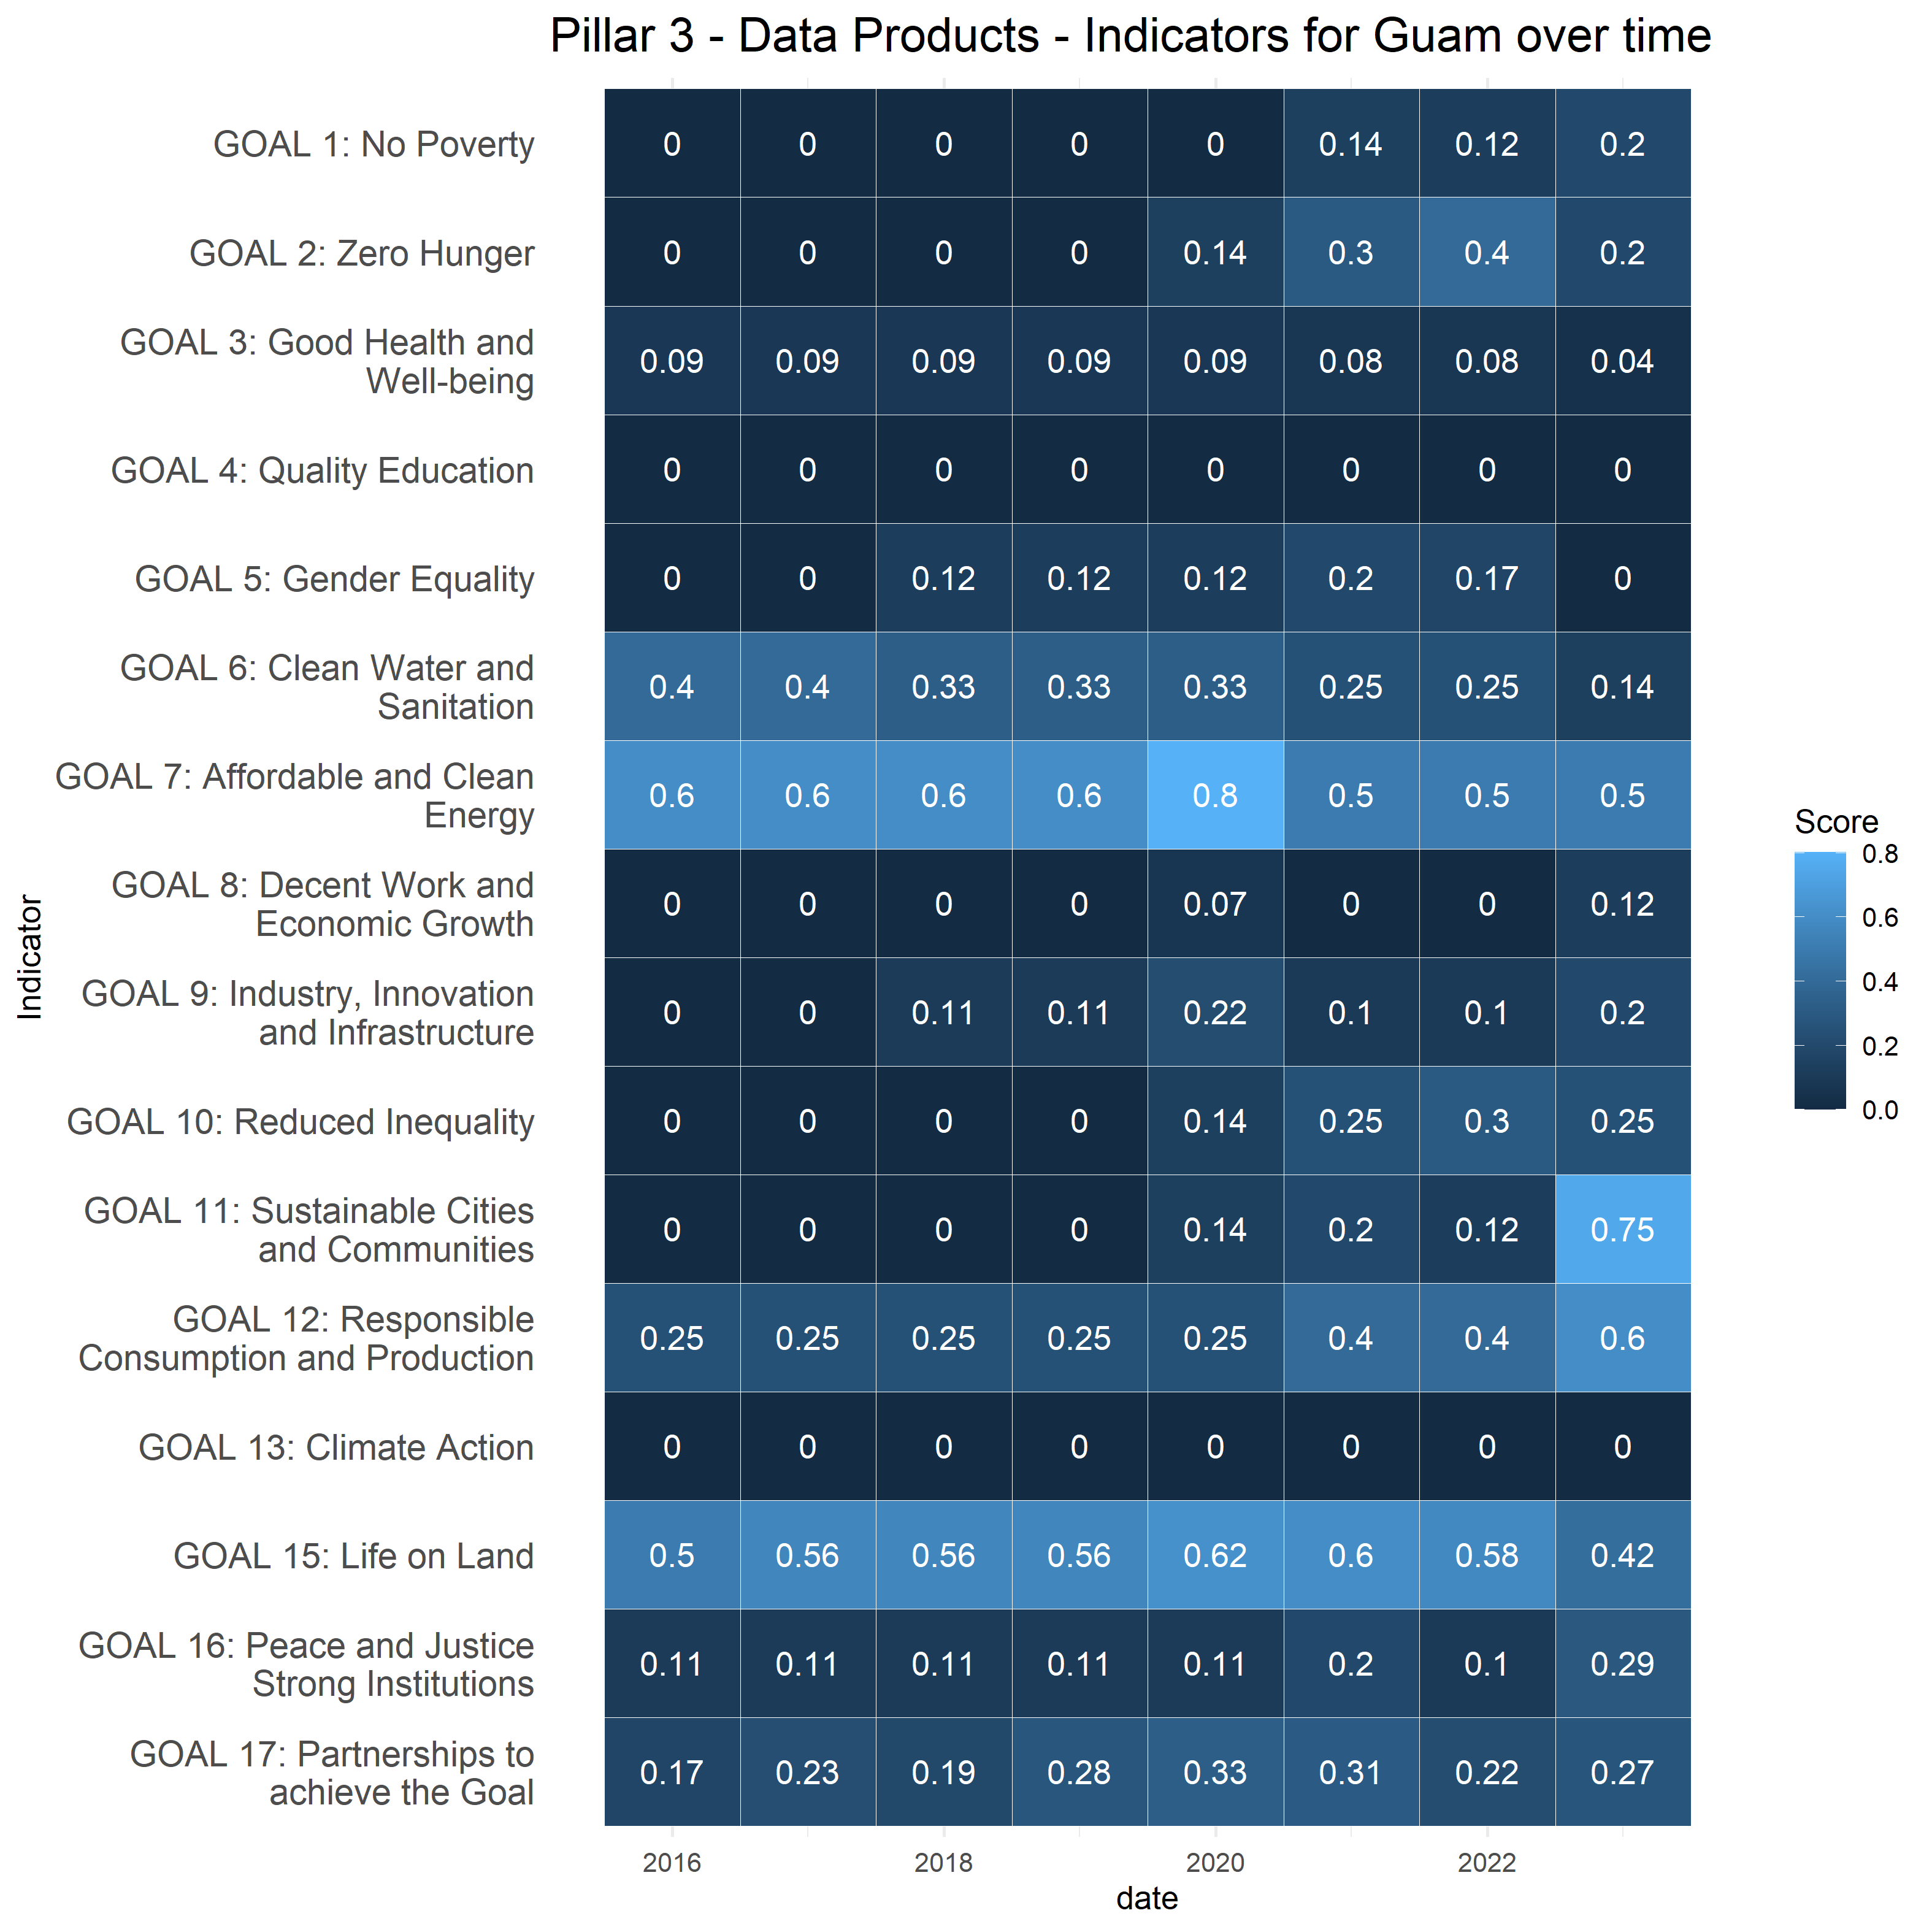 Pillar 3 - Data Products - Indicators for Guam over time
GOAL 1: No Poverty
0 0 0 0 0 0.14 0.12 0.2
GOAL 2: Zero Hunger
0 0 0 0 0.14 0.3 0.4 0.2
GOAL 3: Good Health and
Well-being
0.09 0.09 0.09 0.09 0.09 0.08 0.08 0.04
GOAL 4: Quality Education
0 0 0 0 0 0 0 0
GOAL 5: Gender Equality
0 0 0.12 0.12 0.12 0.2 0.17 0
GOAL 6: Clean Water and
Sanitation
0.4 0.4 0.33 0.33 0.33 0.25 0.25 0.14
GOAL 7: Affordable and Clean
Energy
0.6 0.6 0.6 0.6 0.8 0.5 0.5 0.5
GOAL 8: Decent Work and
Economic Growth
0 0 0 0 0.07 0 0 0.12
GOAL 9: Industry, Innovation
and Infrastructure
0 0 0.11 0.11 0.22 0.1 0.1 0.2
GOAL 10: Reduced Inequality
0 0 0 0 0.14 0.25 0.3 0.25
GOAL 11: Sustainable Cities
and Communities
0 0 0 0 0.14 0.2 0.12 0.75
GOAL 12: Responsible
Consumption and Production
0.25 0.25 0.25 0.25 0.25 0.4 0.4 0.6
GOAL 13: Climate Action
0 0 0 0 0 0 0 0
GOAL 15: Life on Land
0.5 0.56 0.56 0.56 0.62 0.6 0.58 0.42
GOAL 16: Peace and Justice
Strong Institutions
0.11 0.11 0.11 0.11 0.11 0.2 0.1 0.29
GOAL 17: Partnerships to
achieve the Goal
0.17 0.23 0.19 0.28 0.33 0.31 0.22 0.27
2016 2018 2020 2022
date
Indicator
Score
0.8
0.6
0.4
0.2
0.0